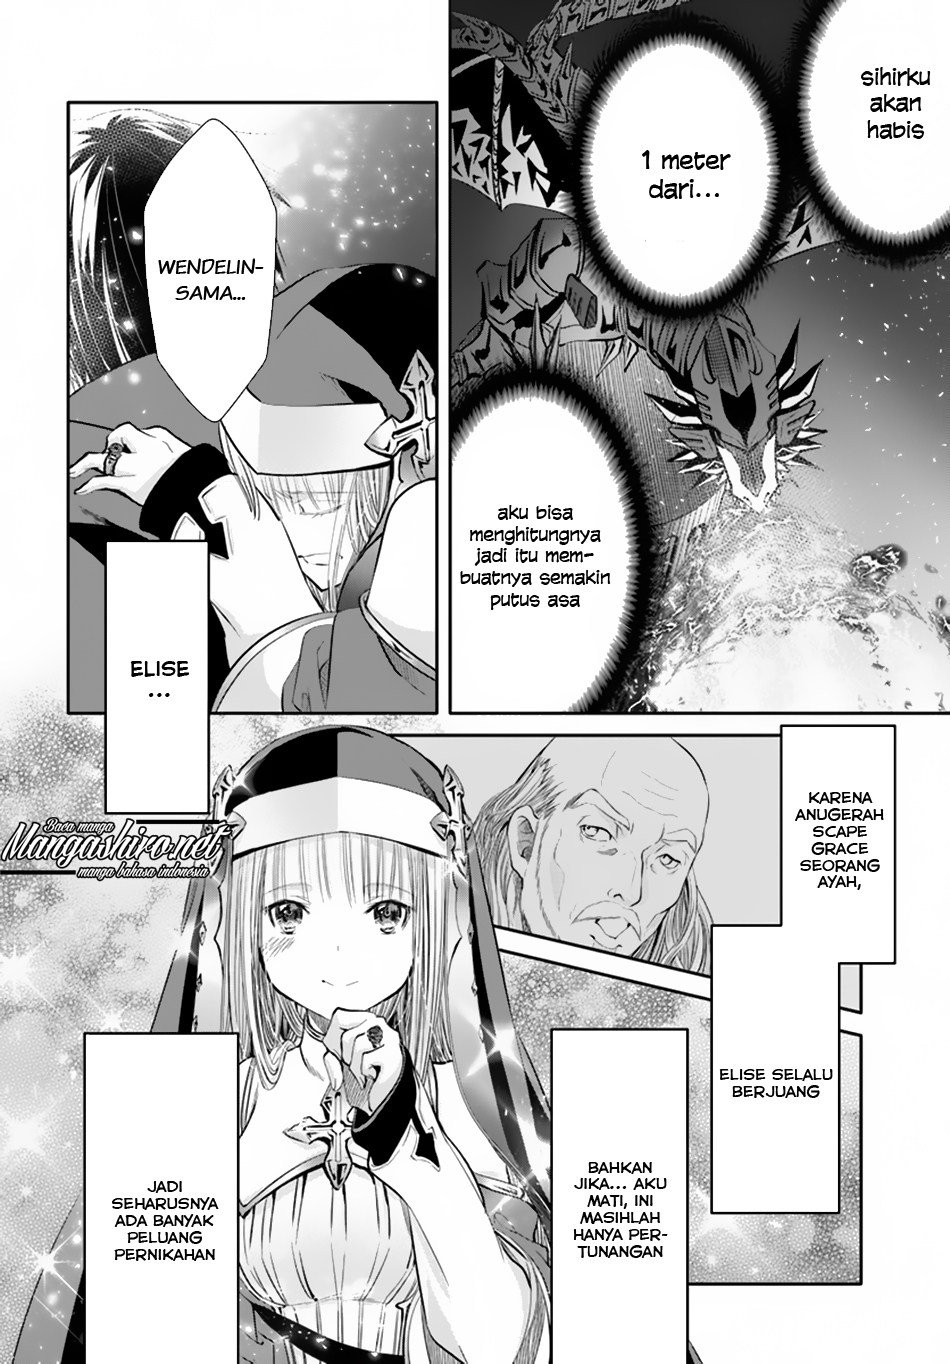 sihirku
akan
habis
1 meter
dari...
aku bisa
menghitungnya
jadi itu mem-
buatnya semakin
putus asa
WENDELIN-
SAMA...
ELISE
...
KARENA
ANUGERAH
SCAPE
GRACE
SEORANG
AYAH,
ELISE SELALU
BERJUANG
BAHKAN
JIKA... AKU
MATI, INI
MASIHLAH
HANYA PER-
TUNANGAN
JADI
SEHARUSNYA
ADA BANYAK
PELUANG
PERNIKAHAN
Baca manga
Mangashiro.net
manga bahasa indonesia